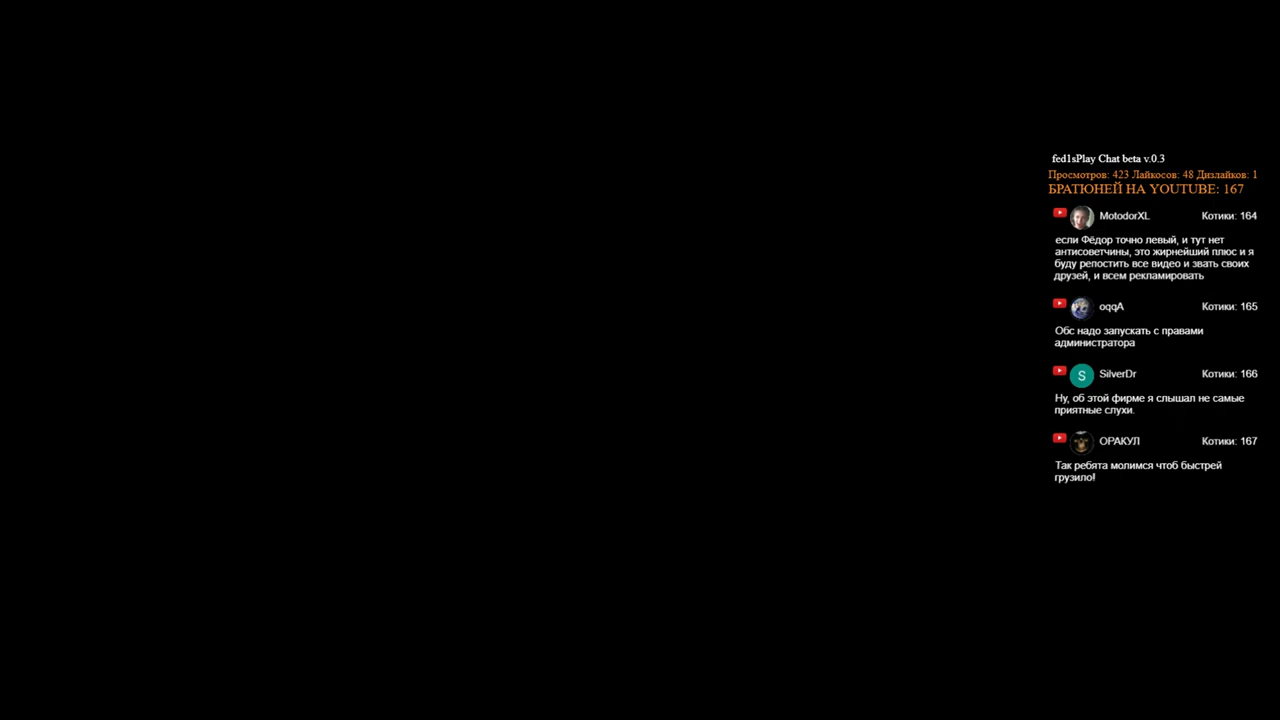 fed1sPlay Chat beta v.0.3
Просмотров: 423 Лайкосов: 48 Дизлайков: 1
БРАТЮНЕЙ НА YOUTUBE: 167
MotodorXL Котики: 164
если Фёдор точно левый, и тут нет
антисоветчины, это жирнейший плюс и я
буду репостить все видео и звать своих
друзей, и всем рекламировать
oqqA Котики: 165
Обс надо запускать с правами
администратора
S SilverDr Котики: 166
Ну, об этой фирме я слышал не самые
приятные слухи.
ОРАКУЛ Котики: 167
Так ребята молимся чтоб быстрей
грузило!